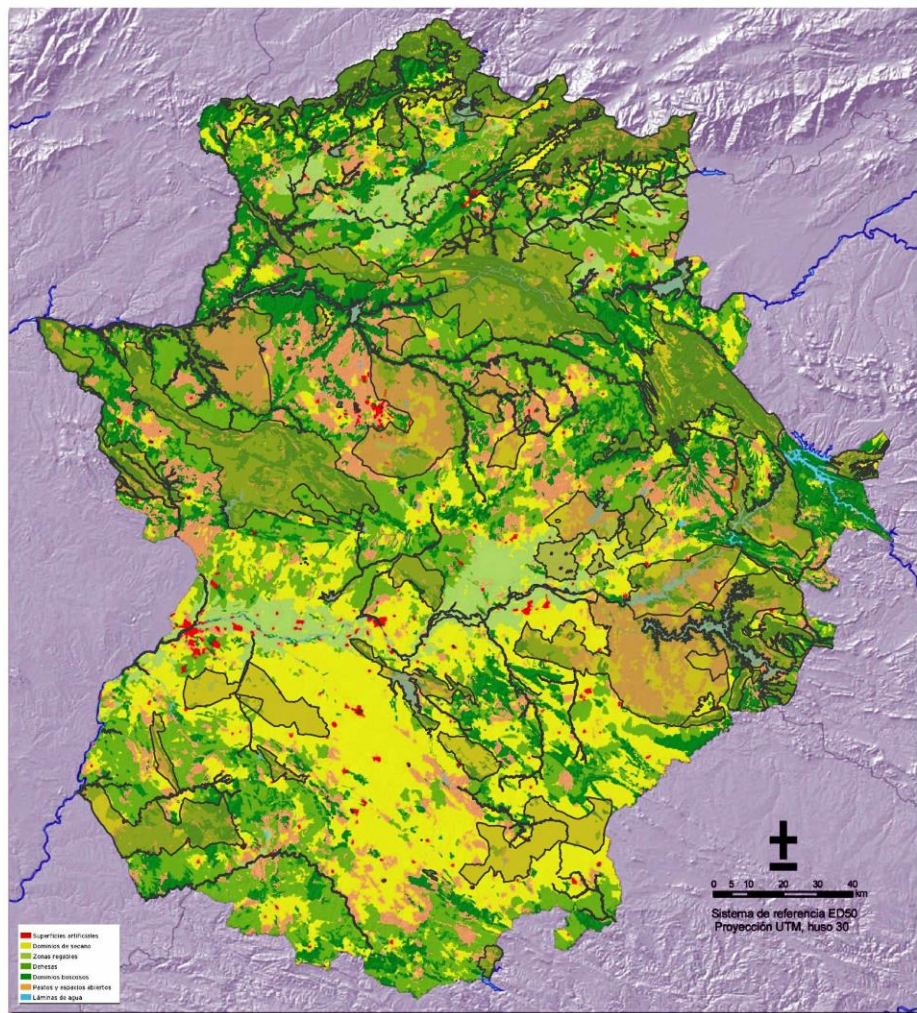 0 5 10 20 30 40
km
Sistema de referencia ED50
Proyección UTM, huso 30
Superficies artificiales
Dominios de secano
Zonas regables
Dehesas
Dominios boscosos
Pastos y espacios abiertos
Láminas de agua